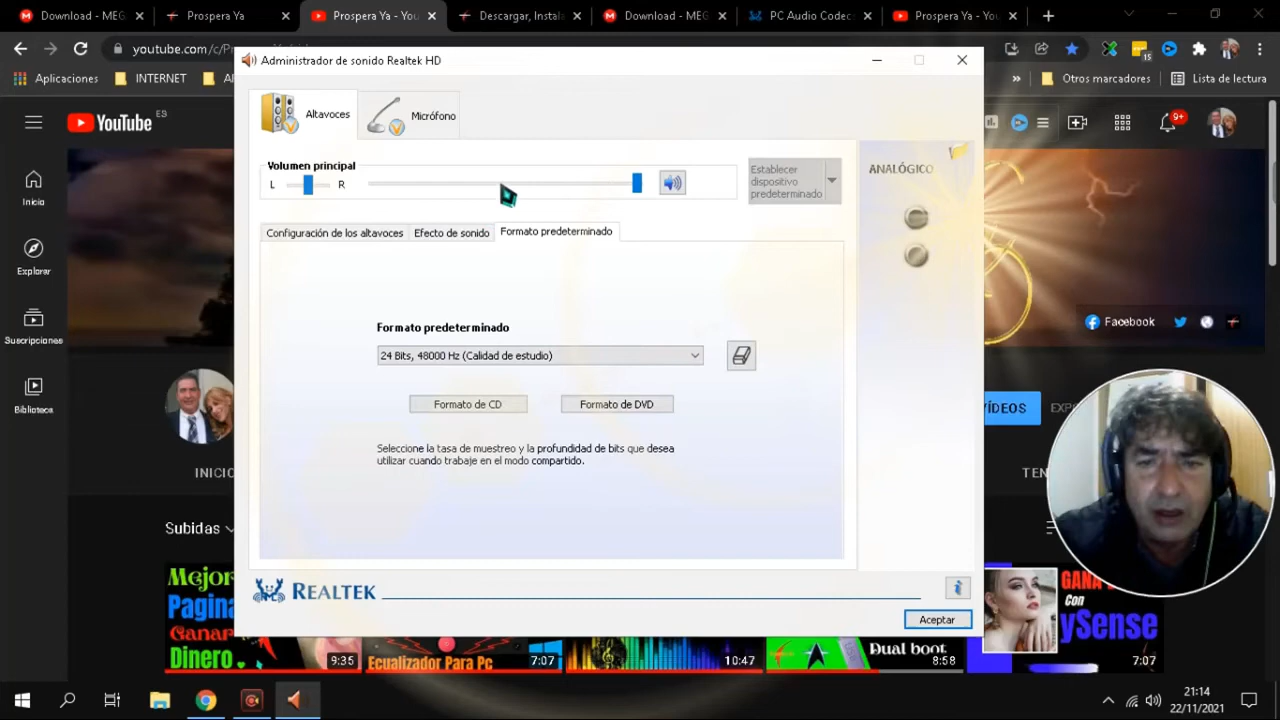 Download - MEG
Prospera Ya
Prospera Ya - You
Descargar, Instala
Download - MEG
PC Audio Codecs
Prospera Ya - You
youtube.com/c/P
15
Aplicaciones
INTERNET
Otros marcadores
Lista de lectura
YouTube
ES
9+
Inicio
Explorar
Suscripciones
Biblioteca
Administrador de sonido Realtek HD
Altavoces
Micrófono
Volumen principal
L
R
Establecer
dispositivo
predeterminado
ANALÓGICO
Configuración de los altavoces
Efecto de sonido
Formato predeterminado
Formato predeterminado
24 Bits, 48000 Hz (Calidad de estudio)
Formato de CD
Formato de DVD
Seleccione la tasa de muestreo y la profundidad de bits que desea
utilizar cuando trabaje en el modo compartido.
REALTEK
Aceptar
Facebook
VÍDEOS
INICIO
Subidas
Mejor
Pagina
Ganar
Dinero
9:35
Ecualizador Para Pc
7:07
10:47
Dual boot
8:58
GANA
Con
ySense
7:07
21:14
22/11/2021